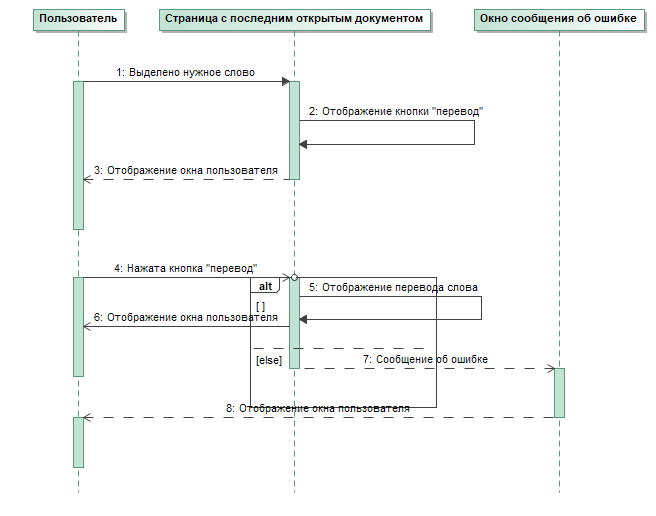 Пользователь
Страница с последним открытым документом
Окно сообщения об ошибке
1: Выделено нужное слово
2: Отображение кнопки "перевод"
3: Отображение окна пользователя
4: Нажата кнопка "перевод"
alt
5: Отображение перевода слова
[ ]
6: Отображение окна пользователя
[else]
7: Сообщение об ошибке
8: Отображение окна пользователя